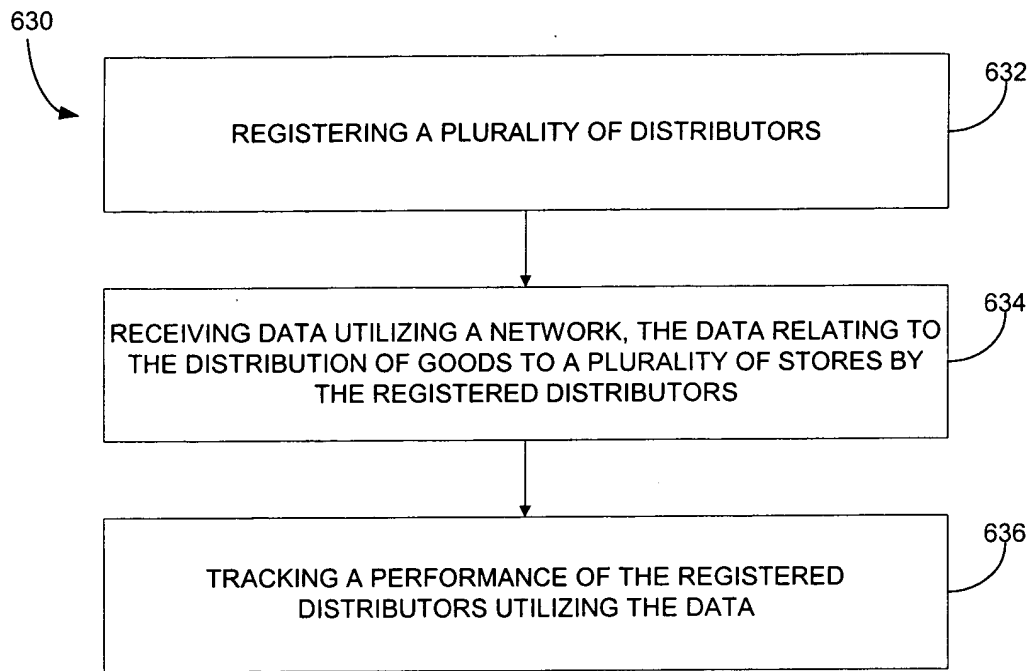 630
632
REGISTERING A PLURALITY OF DISTRIBUTORS
634
RECEIVING DATA UTILIZING A NETWORK, THE DATA RELATING TO
THE DISTRIBUTION OF GOODS TO A PLURALITY OF STORES BY
THE REGISTERED DISTRIBUTORS
636
TRACKING A PERFORMANCE OF THE REGISTERED
DISTRIBUTORS UTILIZING THE DATA